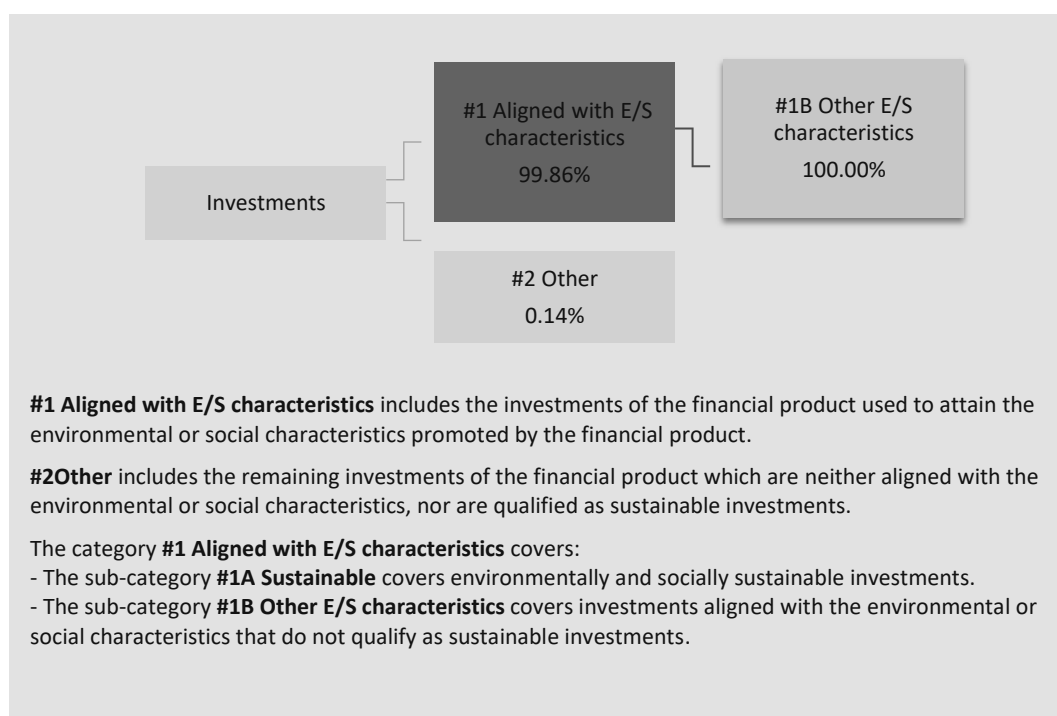 #1 Aligned with E/S
characteristics
99.86%
#1B Other E/S
characteristics
100.00%
Investments
#2 Other
0.14%
#1 Aligned with E/S characteristics includes the investments of the financial product used to attain the
environmental or social characteristics promoted by the financial product.
#2Other includes the remaining investments of the financial product which are neither aligned with the
environmental or social characteristics, nor are qualified as sustainable investments.
The category #1 Aligned with E/S characteristics covers:
- The sub-category #1A Sustainable covers environmentally and socially sustainable investments.
- The sub-category #1B Other E/S characteristics covers investments aligned with the environmental or
social characteristics that do not qualify as sustainable investments.